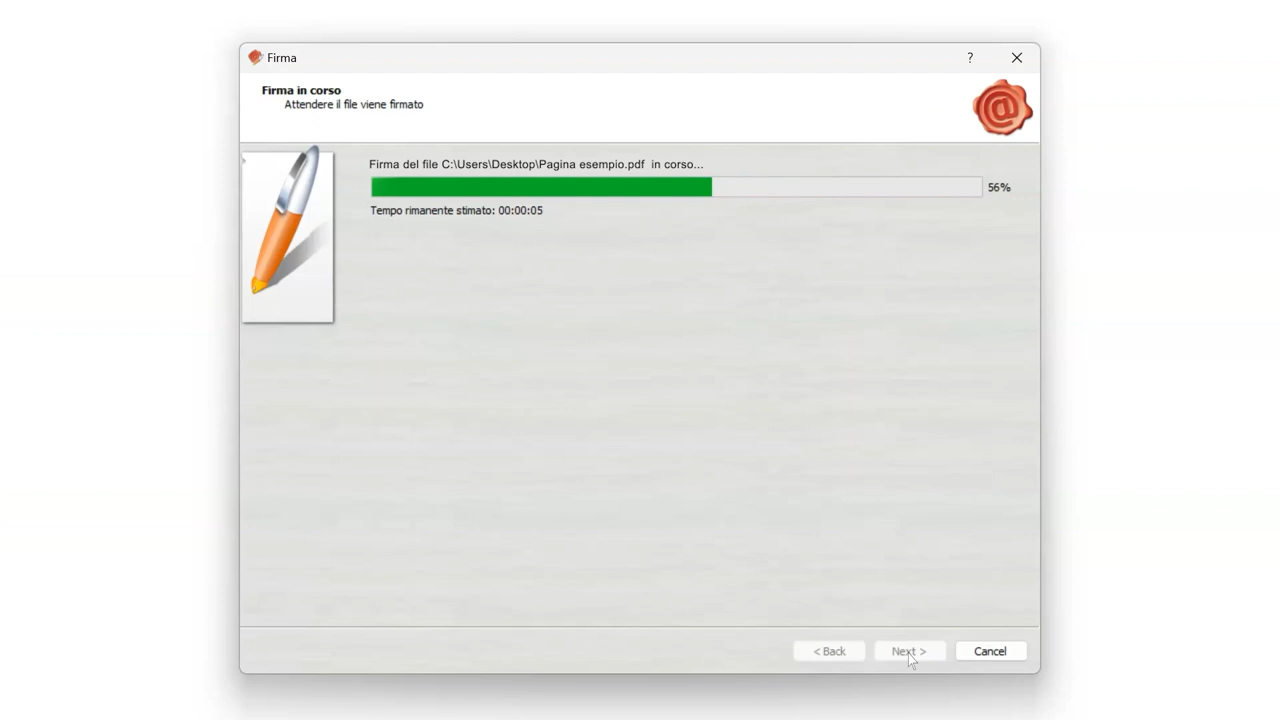 Firma
?
Firma in corso
Attendere il file viene firmato
@
Firma del file C:\Users\Desktop\Pagina esempio.pdf in corso...
56%
Tempo rimanente stimato: 00:00:05
< Back
Next >
Cancel